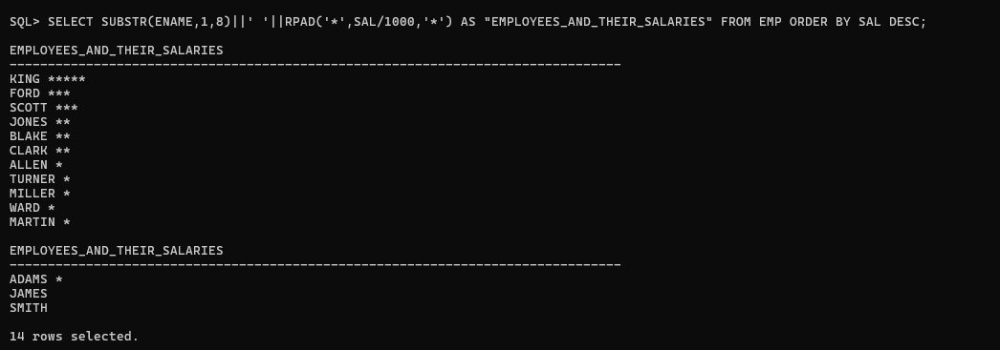 SQL> SELECT SUBSTR(ENAME,1,8)||' '||RPAD('*',SAL/1000,'*') AS "EMPLOYEES_AND_THEIR_SALARIES" FROM EMP ORDER BY SAL DESC;
EMPLOYEES_AND_THEIR_SALARIES
--------------------------------------------------------------------------------
KING *****
FORD ***
SCOTT ***
JONES **
BLAKE **
CLARK **
ALLEN *
TURNER *
MILLER *
WARD *
MARTIN *
EMPLOYEES_AND_THEIR_SALARIES
--------------------------------------------------------------------------------
ADAMS *
JAMES
SMITH
14 rows selected.